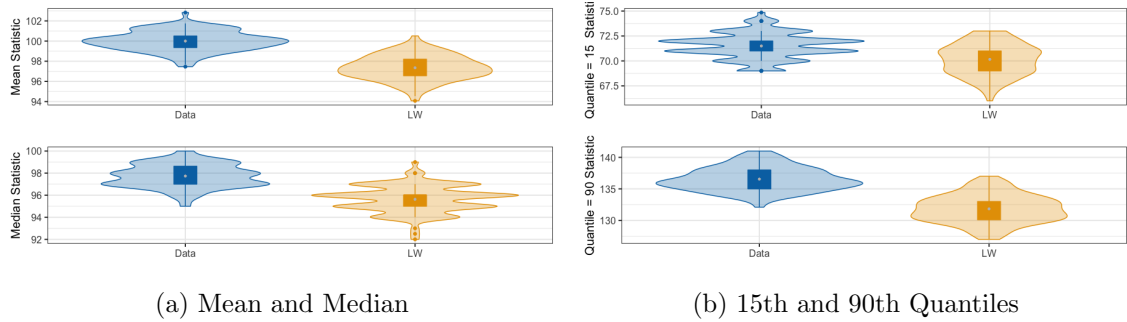 Mean Statistic
102
100
98
96
94
Data
LW
Median Statistic
100
98
96
94
92
Data
LW
(a) Mean and Median
Quantile = 15 Statistic
75.0
72.5
70.0
67.5
Data
LW
Quantile = 90 Statistic
140
135
130
Data
LW
(b) 15th and 90th Quantiles